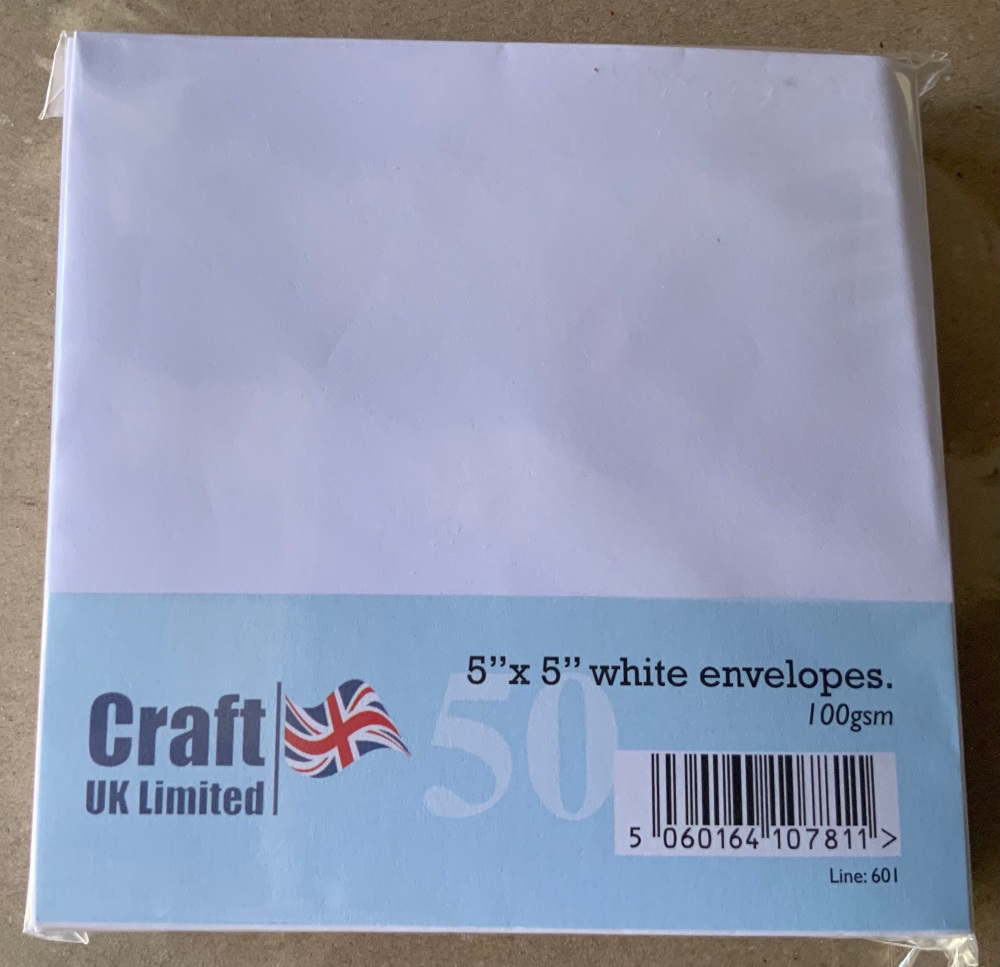 5”x 5” white envelopes.
100gsm
Craft
UK Limited
50
5 060164 107811 >
Line: 601